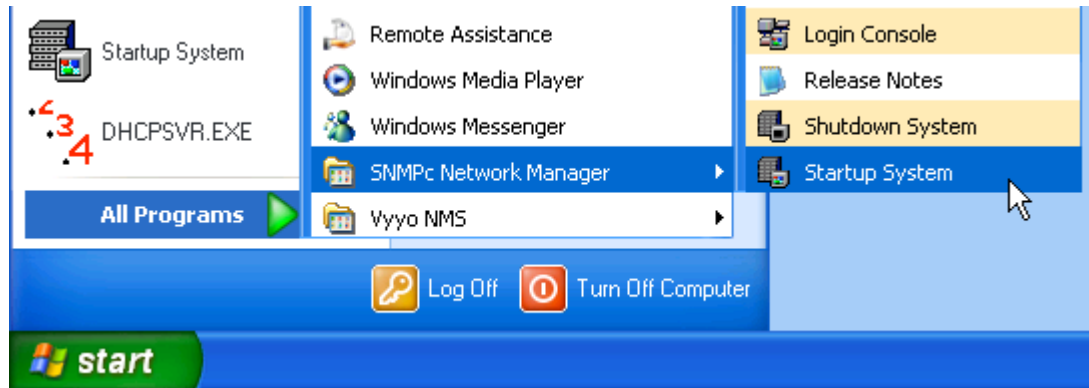 Startup System
DHCPSVR.EXE
All Programs
Remote Assistance
Windows Media Player
Windows Messenger
SNMPc Network Manager
Vyyo NMS
Login Console
Release Notes
Shutdown System
Startup System
Log Off
Turn Off Computer
start